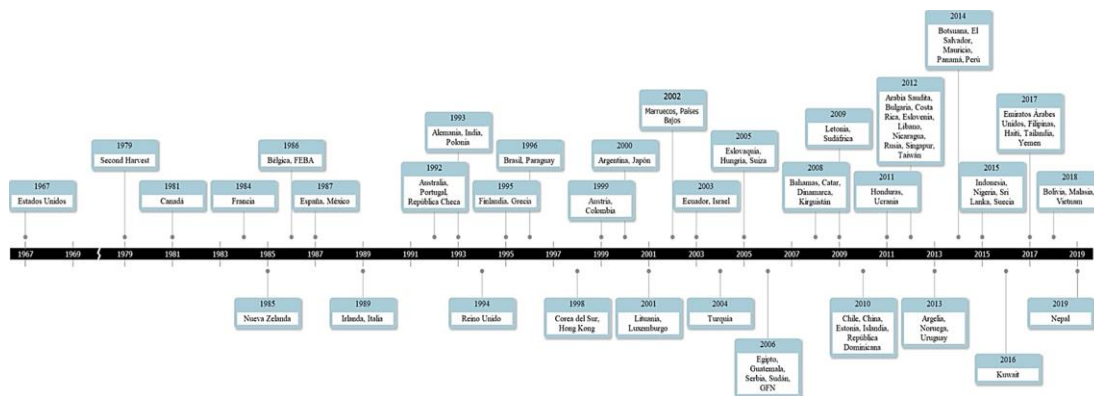 2014
Botsuana, El
Salvador,
Mauricio,
Panamá, Perú
2012
Arabia Saudita,
Bulgaria, Costa
Rica, Eslovenia,
Líbano,
Nicaragua,
Rusia, Singapur,
Taiwán
2002
Marruecos, Países
Bajos
2017
Emiratos Árabes
Unidos, Filipinas,
Haití, Tailandia,
Yemen
1993
Alemania, India,
Polonia
2009
Letonia,
Sudáfrica
2005
Eslovaquia,
Hungría, Suiza
1979
Second Harvest
1986
Bélgica, FEBA
1996
Brasil, Paraguay
2000
Argentina, Japón
1992
Australia,
Portugal,
República Checa
2008
Bahamas, Catar,
Dinamarca,
Kirguistán
2015
Indonesia,
Nigeria, Sri
Lanka, Suecia
2011
Honduras,
Ucrania
2018
Bolivia, Malasia,
Vietnam
1967
Estados Unidos
1981
Canadá
1984
Francia
1987
España, México
1995
Finlandia, Grecia
1999
Austria,
Colombia
2003
Ecuador, Israel
1967 1969 1979 1981 1983 1985 1987 1989 1991 1993 1995 1997 1999 2001 2003 2005 2007 2009 2011 2013 2015 2017 2019
1985
Nueva Zelanda
1989
Irlanda, Italia
1994
Reino Unido
1998
Corea del Sur,
Hong Kong
2001
Lituania,
Luxemburgo
2004
Turquía
2006
Egipto,
Guatemala,
Serbia, Sudán,
GFN
2010
Chile, China,
Estonia, Islandia,
República
Dominicana
2013
Argelia,
Noruega,
Uruguay
2016
Kuwait
2019
Nepal